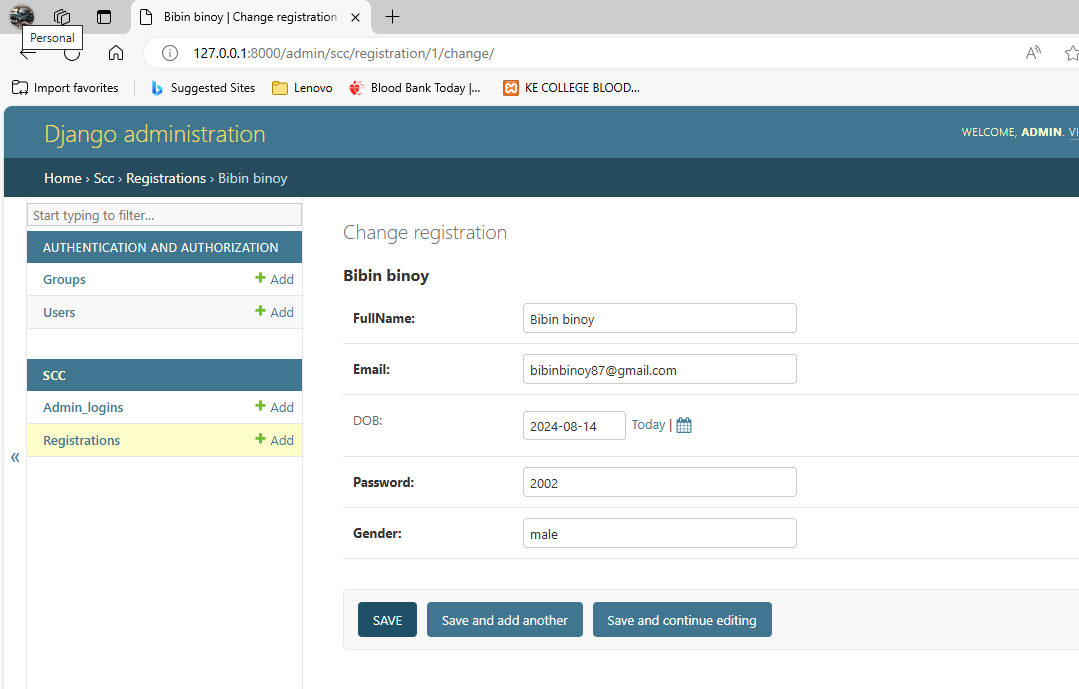 Bibin binoy | Change registration
Personal
127.0.0.1:8000/admin/scc/registration/1/change/
Import favorites
Suggested Sites
Lenovo
Blood Bank Today |...
KE COLLEGE BLOOD...
Django administration
WELCOME, ADMIN. VI
Home › Scc › Registrations › Bibin binoy
Start typing to filter...
AUTHENTICATION AND AUTHORIZATION
Groups + Add
Users + Add
SCC
Admin_logins + Add
Registrations + Add
«
Change registration
Bibin binoy
FullName: Bibin binoy
Email: bibinbinoy87@gmail.com
DOB: 2024-08-14 Today |
Password: 2002
Gender: male
SAVE Save and add another Save and continue editing